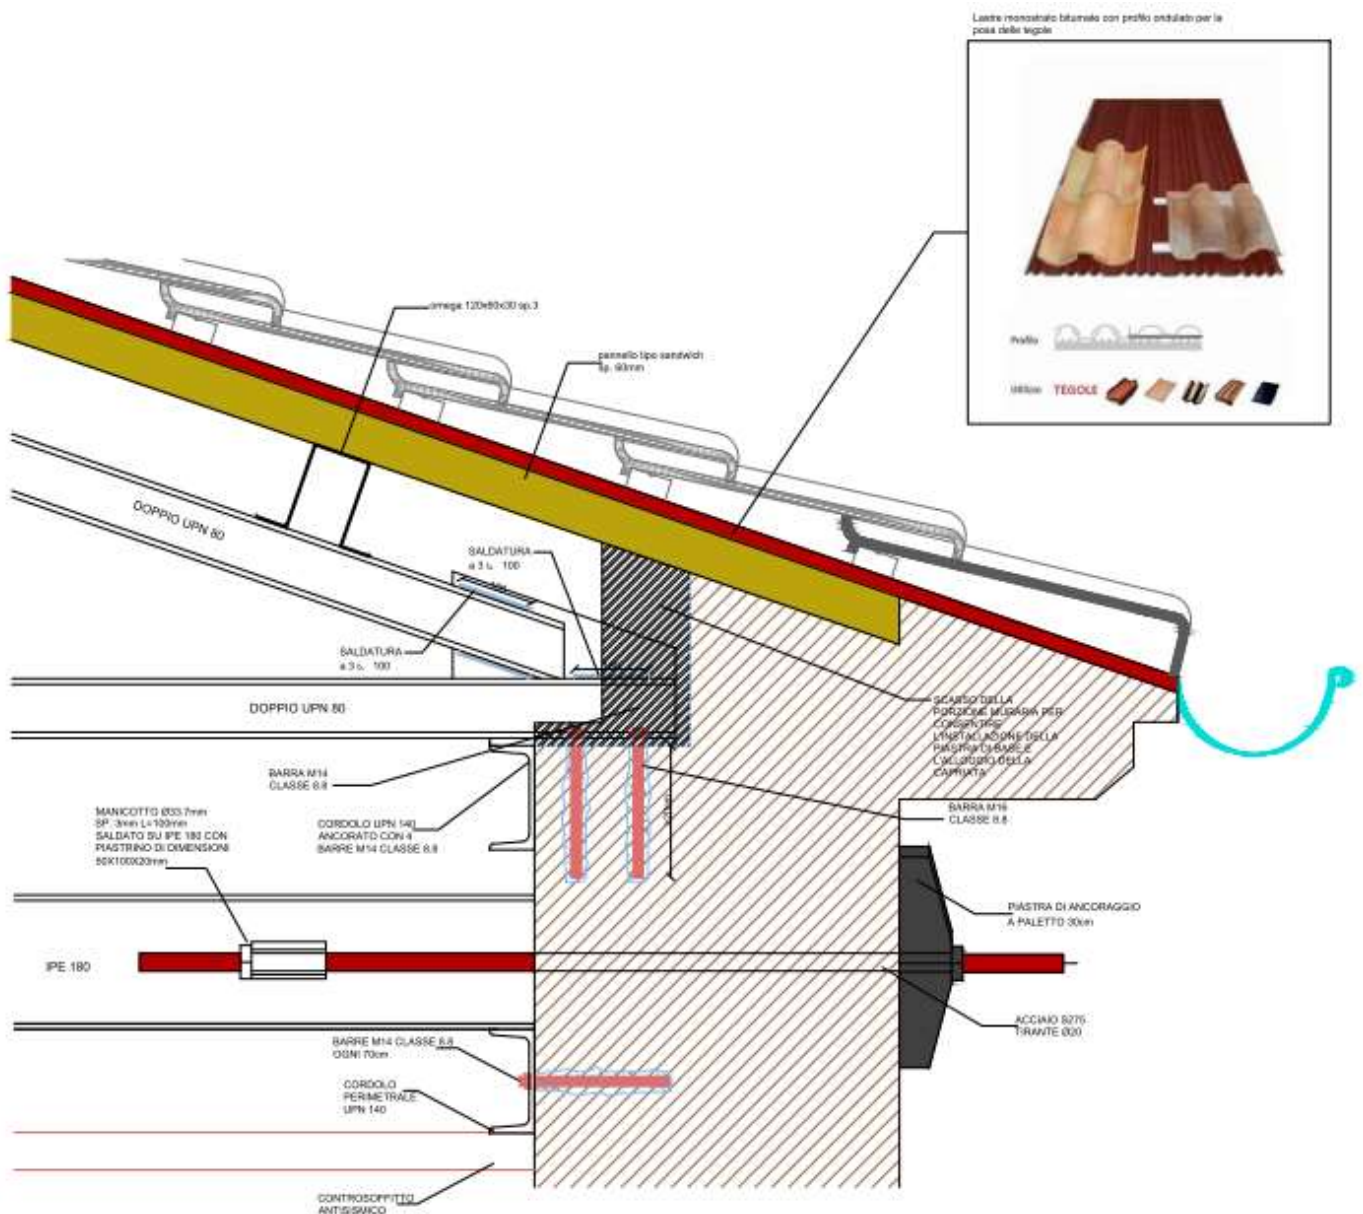 Lastre monostrato bitumate con profilo ondulato per la
posa delle tegole
Profilo
Utilizzo TEGOLE
omega 120x60x30 sp.3
pannello tipo sandwich
sp. 60mm
DOPPIO UPN 80
SALDATURA
a 3 100
SALDATURA
a 3 100
DOPPIO UPN 80
SCASSO DELLA
PORZIONE MURARIA PER
CONSENTIRE
L'INSTALLAZIONE DELLA
PIASTRA DI BASE E
L'ALLOGGIO DELLA
CAPRIATA
BARRA M14
CLASSE 8.8
BARRA M16
CLASSE 8.8
MANICOTTO Ø33.7mm
SP. 3mm L=100mm
SALDATO SU IPE 180 CON
PIASTRINO DI DIMENSIONI
50X100X20mm
CORDOLO UPN 140
ANCORATO CON 4
BARRE M14 CLASSE 8.8
PIASTRA DI ANCORAGGIO
A PALETTO 30cm
IPE 180
ACCIAIO S275
TIRANTE Ø20
BARRE M14 CLASSE 8.8
OGNI 70cm
CORDOLO
PERIMETRALE
UPN 140
CONTROSOFFITTO
ANTISISMICO